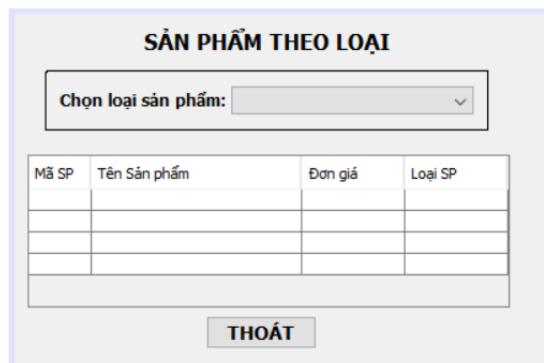 SẢN PHẨM THEO LOẠI
Chọn loại sản phẩm:
Mã SP Tên Sản phẩm Đơn giá Loại SP
THOÁT